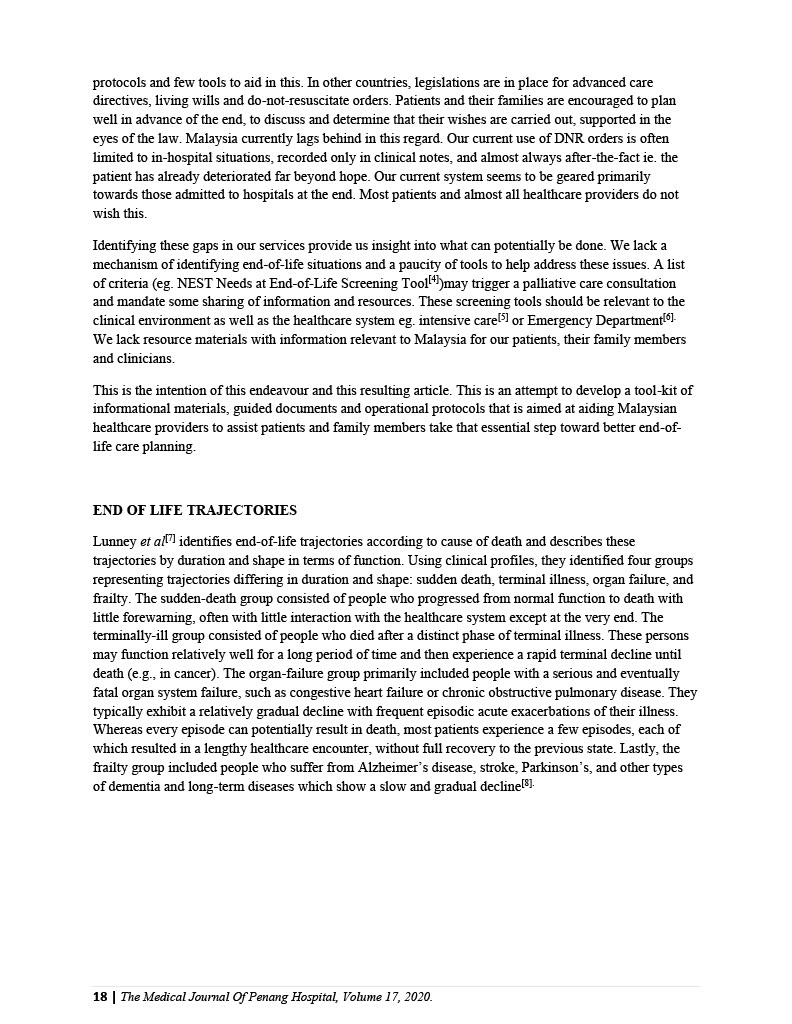 protocols and few tools to aid in this. In other countries, legislations are in place for advanced care
directives, living wills and do-not-resuscitate orders. Patients and their families are encouraged to plan
well in advance of the end, to discuss and determine that their wishes are carried out, supported in the
eyes of the law. Malaysia currently lags behind in this regard. Our current use of DNR orders is often
limited to in-hospital situations, recorded only in clinical notes, and almost always after-the-fact ie. the
patient has already deteriorated far beyond hope. Our current system seems to be geared primarily
towards those admitted to hospitals at the end. Most patients and almost all healthcare providers do not
wish this.
Identifying these gaps in our services provide us insight into what can potentially be done. We lack a
mechanism of identifying end-of-life situations and a paucity of tools to help address these issues. A list
of criteria (eg. NEST Needs at End-of-Life Screening Tool[4])may trigger a palliative care consultation
and mandate some sharing of information and resources. These screening tools should be relevant to the
clinical environment as well as the healthcare system eg. intensive care[5] or Emergency Department[6].
We lack resource materials with information relevant to Malaysia for our patients, their family members
and clinicians.
This is the intention of this endeavour and this resulting article. This is an attempt to develop a tool-kit of
informational materials, guided documents and operational protocols that is aimed at aiding Malaysian
healthcare providers to assist patients and family members take that essential step toward better end-of-
life care planning.
END OF LIFE TRAJECTORIES
Lunney et al[7] identifies end-of-life trajectories according to cause of death and describes these
trajectories by duration and shape in terms of function. Using clinical profiles, they identified four groups
representing trajectories differing in duration and shape: sudden death, terminal illness, organ failure, and
frailty. The sudden-death group consisted of people who progressed from normal function to death with
little forewarning, often with little interaction with the healthcare system except at the very end. The
terminally-ill group consisted of people who died after a distinct phase of terminal illness. These persons
may function relatively well for a long period of time and then experience a rapid terminal decline until
death (e.g., in cancer). The organ-failure group primarily included people with a serious and eventually
fatal organ system failure, such as congestive heart failure or chronic obstructive pulmonary disease. They
typically exhibit a relatively gradual decline with frequent episodic acute exacerbations of their illness.
Whereas every episode can potentially result in death, most patients experience a few episodes, each of
which resulted in a lengthy healthcare encounter, without full recovery to the previous state. Lastly, the
frailty group included people who suffer from Alzheimer’s disease, stroke, Parkinson’s, and other types
of dementia and long-term diseases which show a slow and gradual decline[8].
18 | The Medical Journal Of Penang Hospital, Volume 17, 2020.